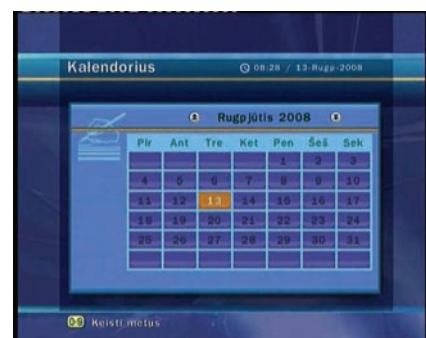 Kalendorius 08:28 / 13-Rugp-2008
Rugpjūtis 2008
Pir Ant Tre Ket Pen Šeš Sek
1 2 3
4 5 6 7 8 9 10
11 12 13 14 15 16 17
18 19 20 21 22 23 24
25 26 27 28 29 30 31
0-9 Keisti metus